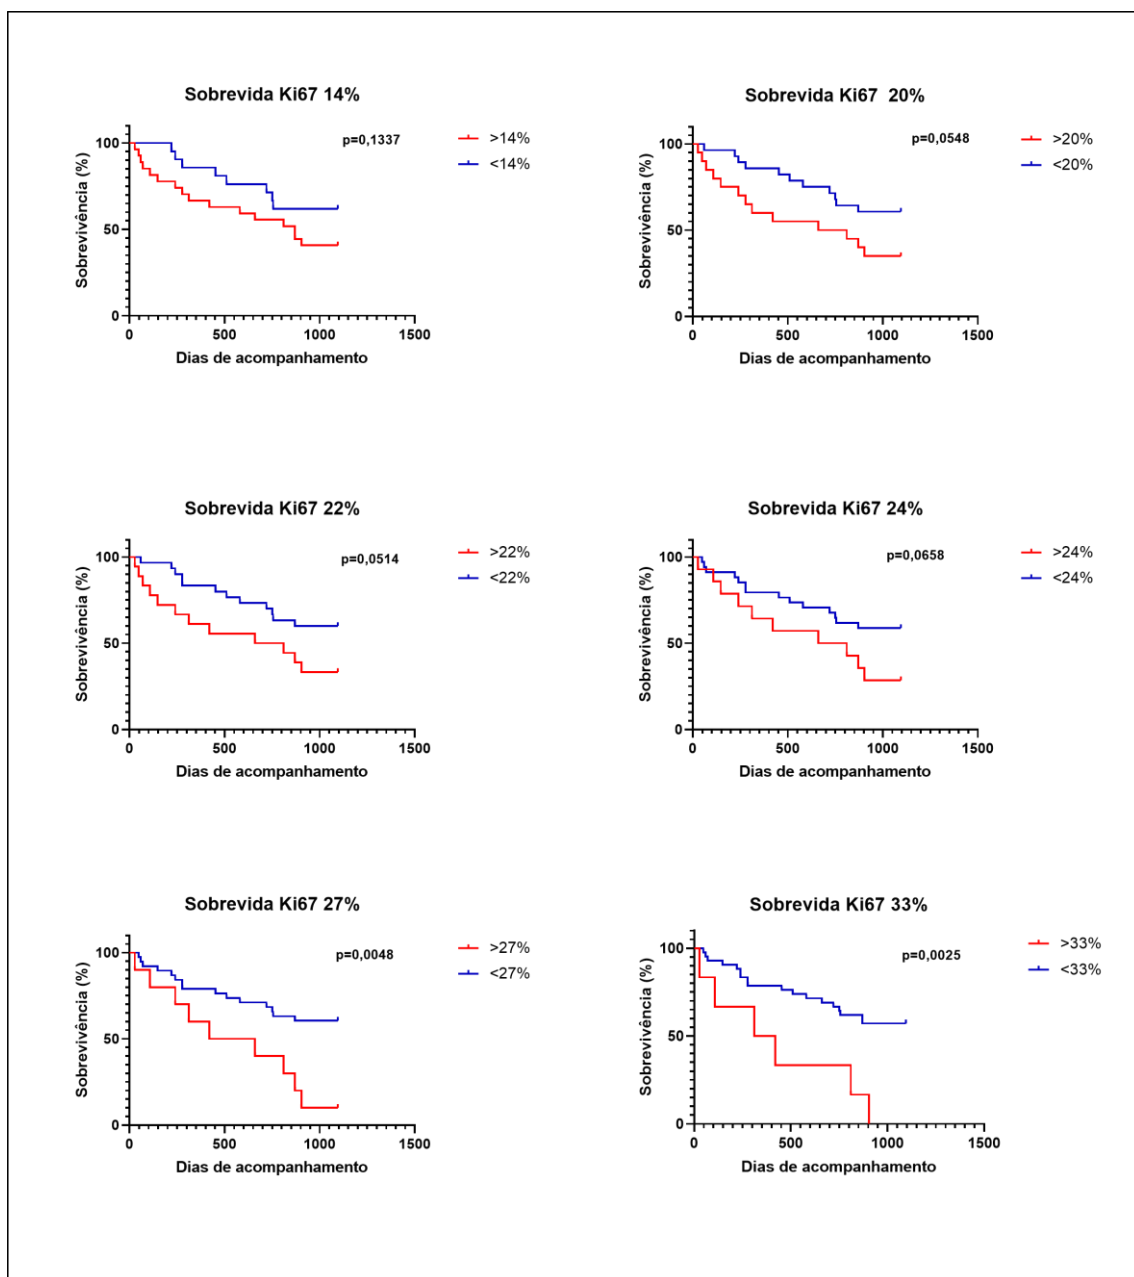 Sobrevida Ki67 14%
p=0,1337
>14%
<14%
Sobrevivência (%)
100
50
0
0 500 1000 1500
Dias de acompanhamento
Sobrevida Ki67 20%
p=0,0548
>20%
<20%
Sobrevivência (%)
100
50
0
0 500 1000 1500
Dias de acompanhamento
Sobrevida Ki67 22%
p=0,0514
>22%
<22%
Sobrevivência (%)
100
50
0
0 500 1000 1500
Dias de acompanhamento
Sobrevida Ki67 24%
p=0,0658
>24%
<24%
Sobrevivência (%)
100
50
0
0 500 1000 1500
Dias de acompanhamento
Sobrevida Ki67 27%
p=0,0048
>27%
<27%
Sobrevivência (%)
100
50
0
0 500 1000 1500
Dias de acompanhamento
Sobrevida Ki67 33%
p=0,0025
>33%
<33%
Sobrevivência (%)
100
50
0
0 500 1000 1500
Dias de acompanhamento